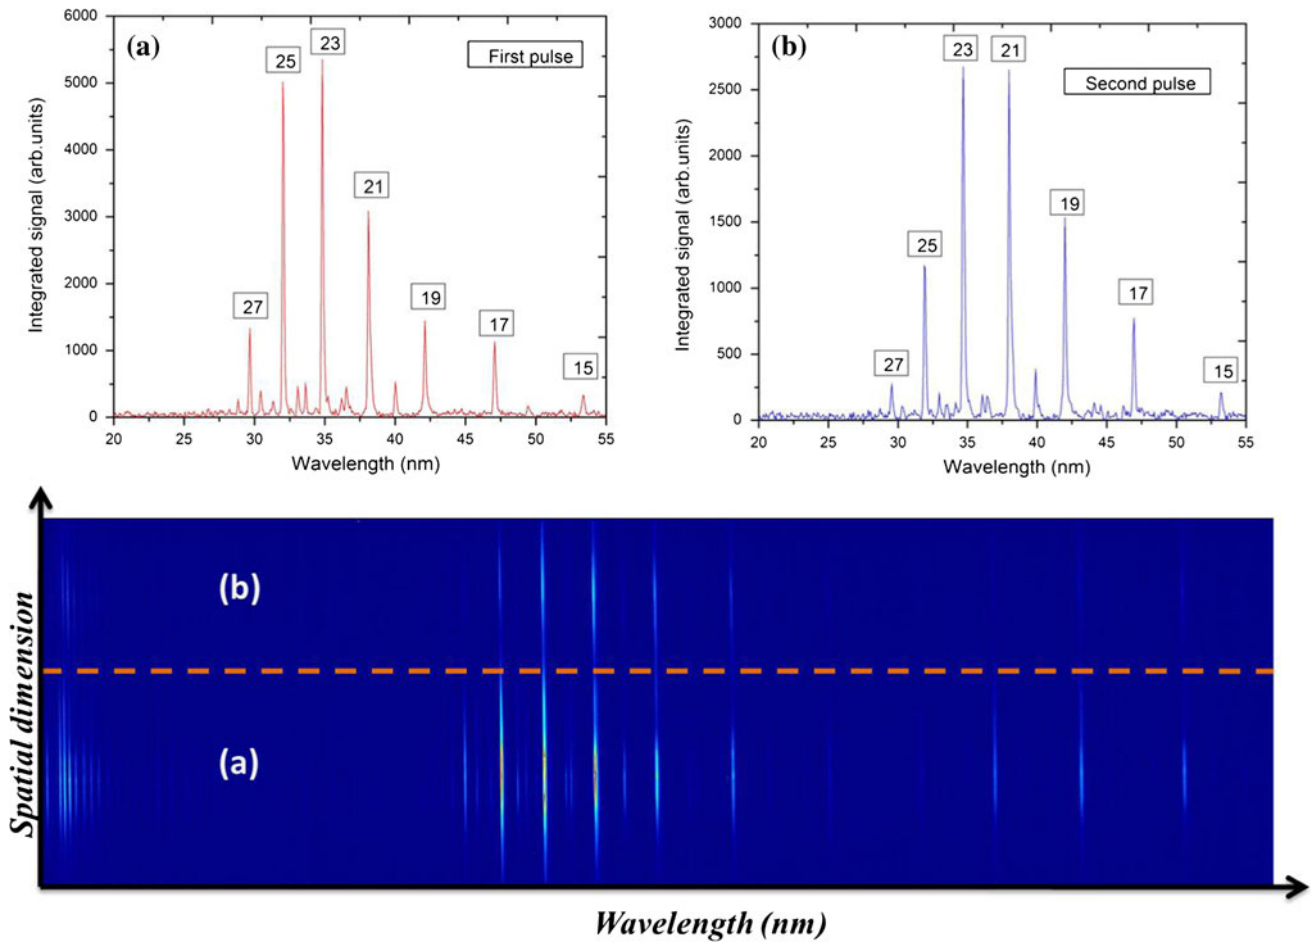 (a)
First pulse
Integrated signal (arb.units)
6000
5000
4000
3000
2000
1000
0
27
25
23
21
19
17
15
20 25 30 35 40 45 50 55
Wavelength (nm)
(b)
Second pulse
Integrated signal (arb.units)
3000
2500
2000
1500
1000
500
0
27
25
23
21
19
17
15
20 25 30 35 40 45 50 55
Wavelength (nm)
Spatial dimension
(b)
(a)
Wavelength (nm)